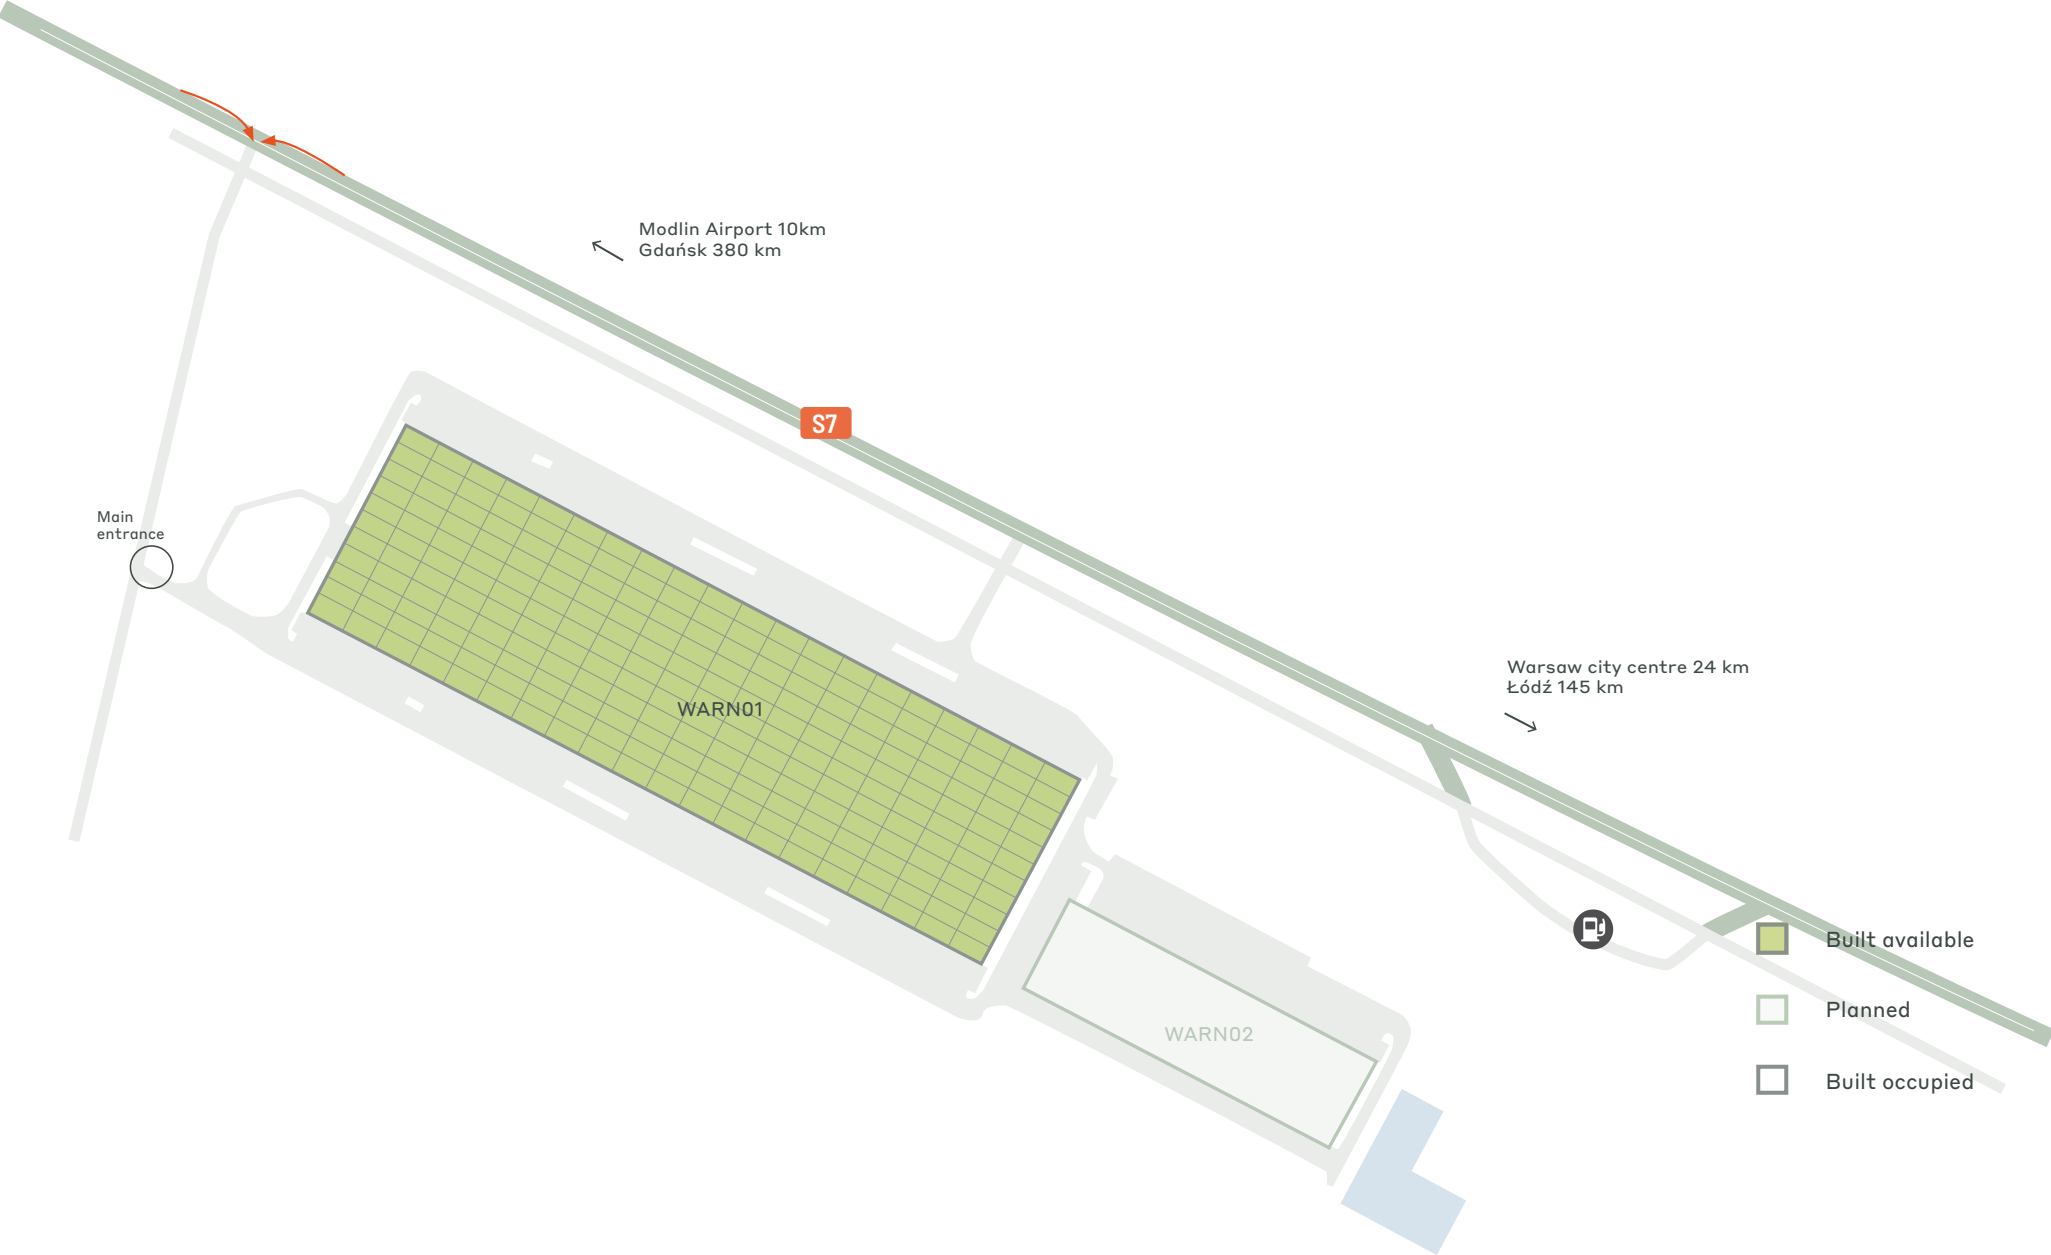 Modlin Airport 10km
Gdańsk 380 km
S7
Main
entrance
Warsaw city centre 24 km
Łódź 145 km
WARN01
WARN02
Built available
Planned
Built occupied